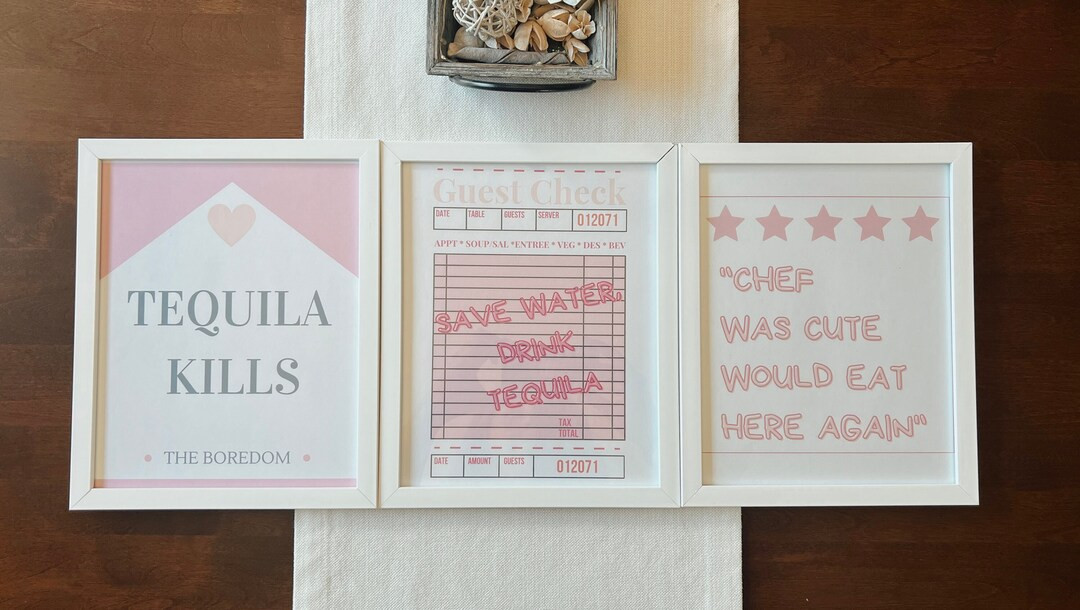 TEQUILA
KILLS
• THE BOREDOM •
Guest Check
DATE TABLE GUESTS SERVER 012071
APPT * SOUP/SAL *ENTREE * VEG * DES * BEV
SAVE WATER,
DRINK
TEQUILA
TAX
TOTAL
DATE AMOUNT GUESTS 012071
"CHEF
WAS CUTE
WOULD EAT
HERE AGAIN"